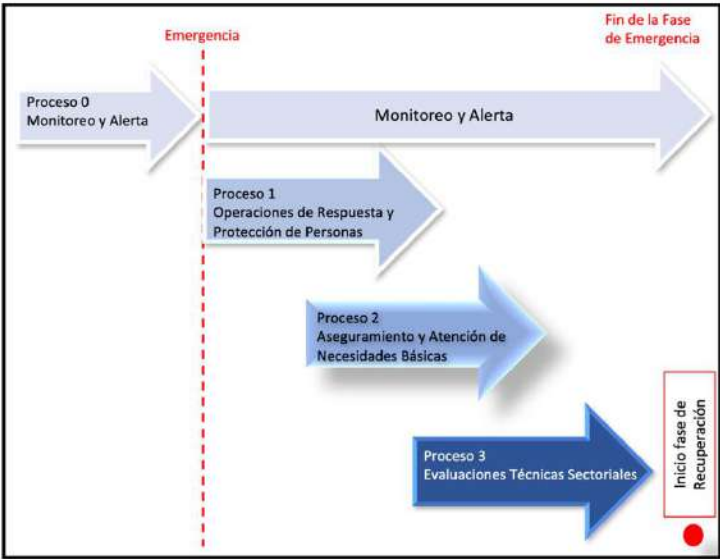 Emergencia
Fin de la Fase
de Emergencia
Proceso 0
Monitoreo y Alerta
Monitoreo y Alerta
Proceso 1
Operaciones de Respuesta y
Protección de Personas
Proceso 2
Aseguramiento y Atención de
Necesidades Básicas
Proceso 3
Evaluaciones Técnicas Sectoriales
Inicio fase de
Recuperación